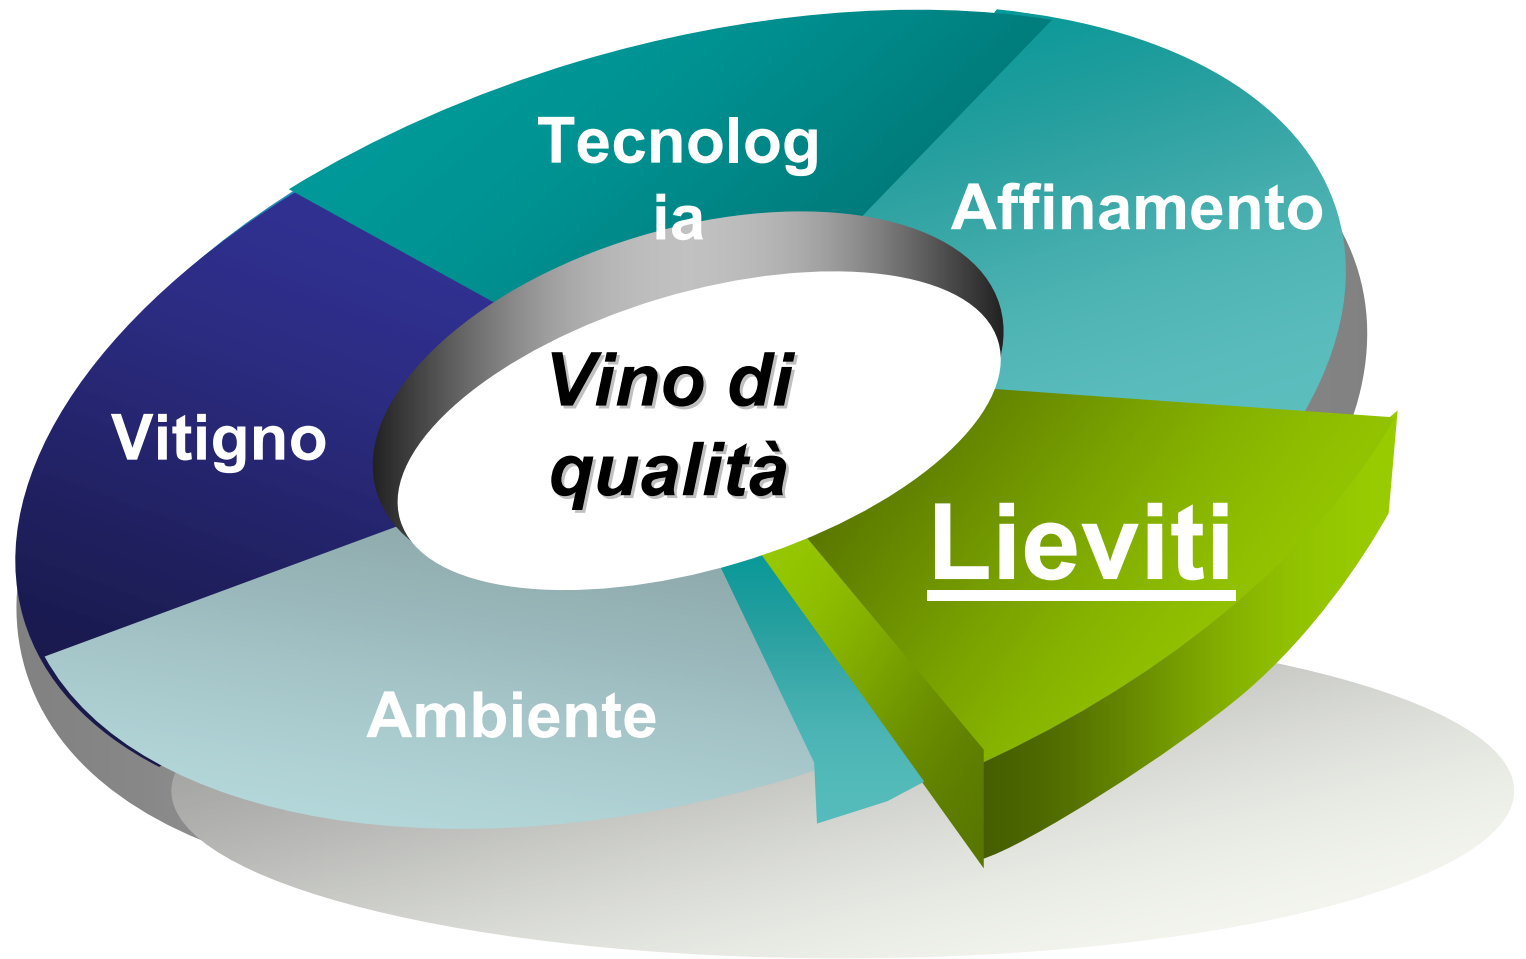 Tecnolog
ia
Affinamento
Vitigno
Vino di
qualità
Lieviti
Ambiente